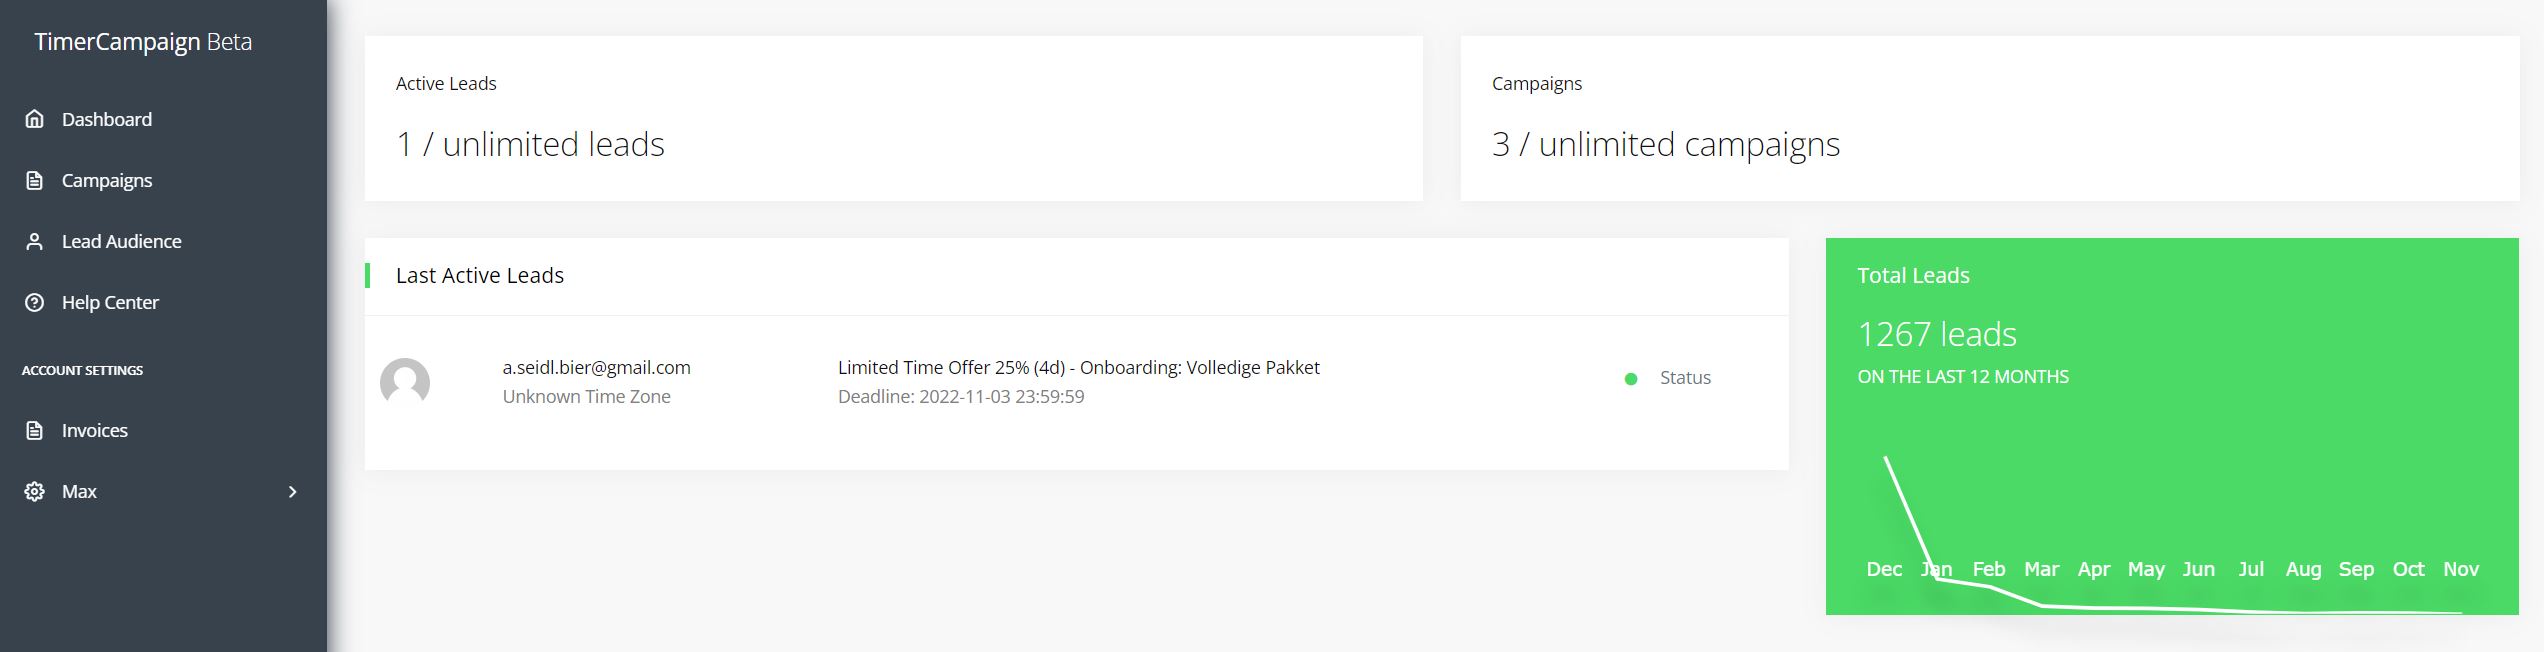 TimerCampaign Beta
Dashboard
Campaigns
Lead Audience
Help Center
ACCOUNT SETTINGS
Invoices
Max
Active Leads
1 / unlimited leads
Campaigns
3 / unlimited campaigns
Last Active Leads
a.seidl.bier@gmail.com
Unknown Time Zone
Limited Time Offer 25% (4d) - Onboarding: Volledige Pakket
Deadline: 2022-11-03 23:59:59
Status
Total Leads
1267 leads
ON THE LAST 12 MONTHS
Dec Jan Feb Mar Apr May Jun Jul Aug Sep Oct Nov